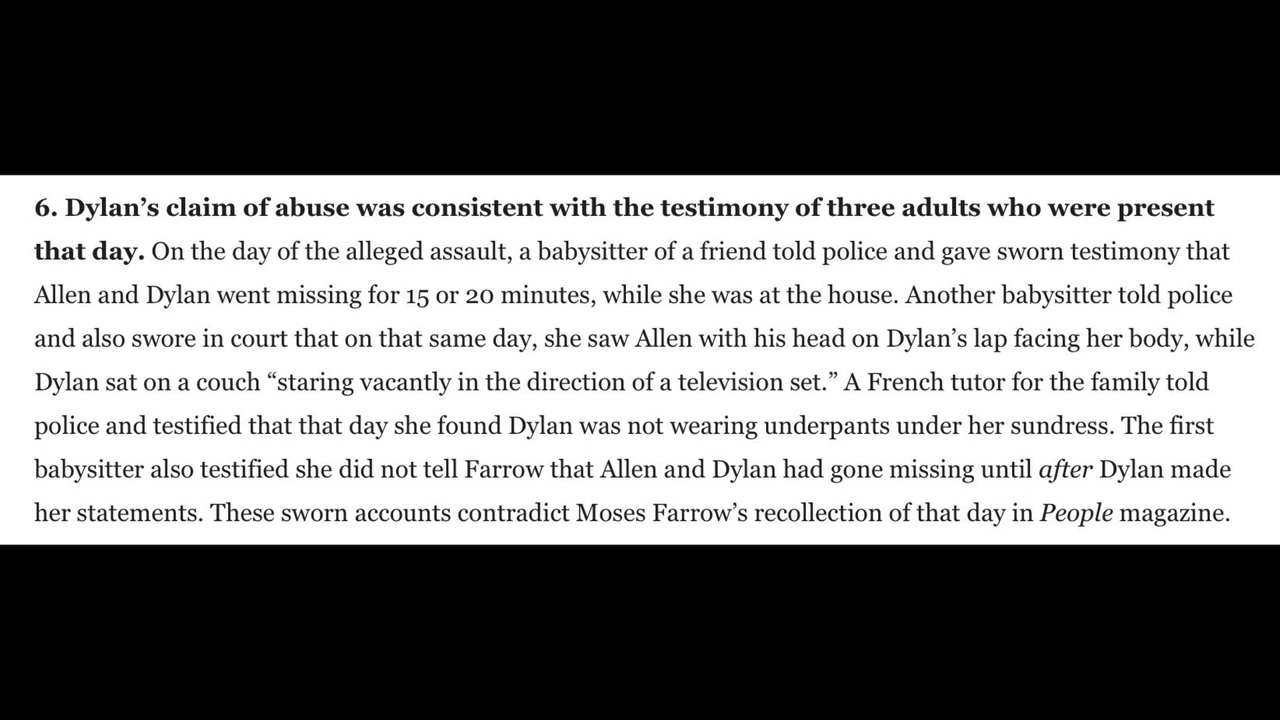 6. Dylan’s claim of abuse was consistent with the testimony of three adults who were present
that day. On the day of the alleged assault, a babysitter of a friend told police and gave sworn testimony that
Allen and Dylan went missing for 15 or 20 minutes, while she was at the house. Another babysitter told police
and also swore in court that on that same day, she saw Allen with his head on Dylan’s lap facing her body, while
Dylan sat on a couch “staring vacantly in the direction of a television set.” A French tutor for the family told
police and testified that that day she found Dylan was not wearing underpants under her sundress. The first
babysitter also testified she did not tell Farrow that Allen and Dylan had gone missing until after Dylan made
her statements. These sworn accounts contradict Moses Farrow’s recollection of that day in People magazine.